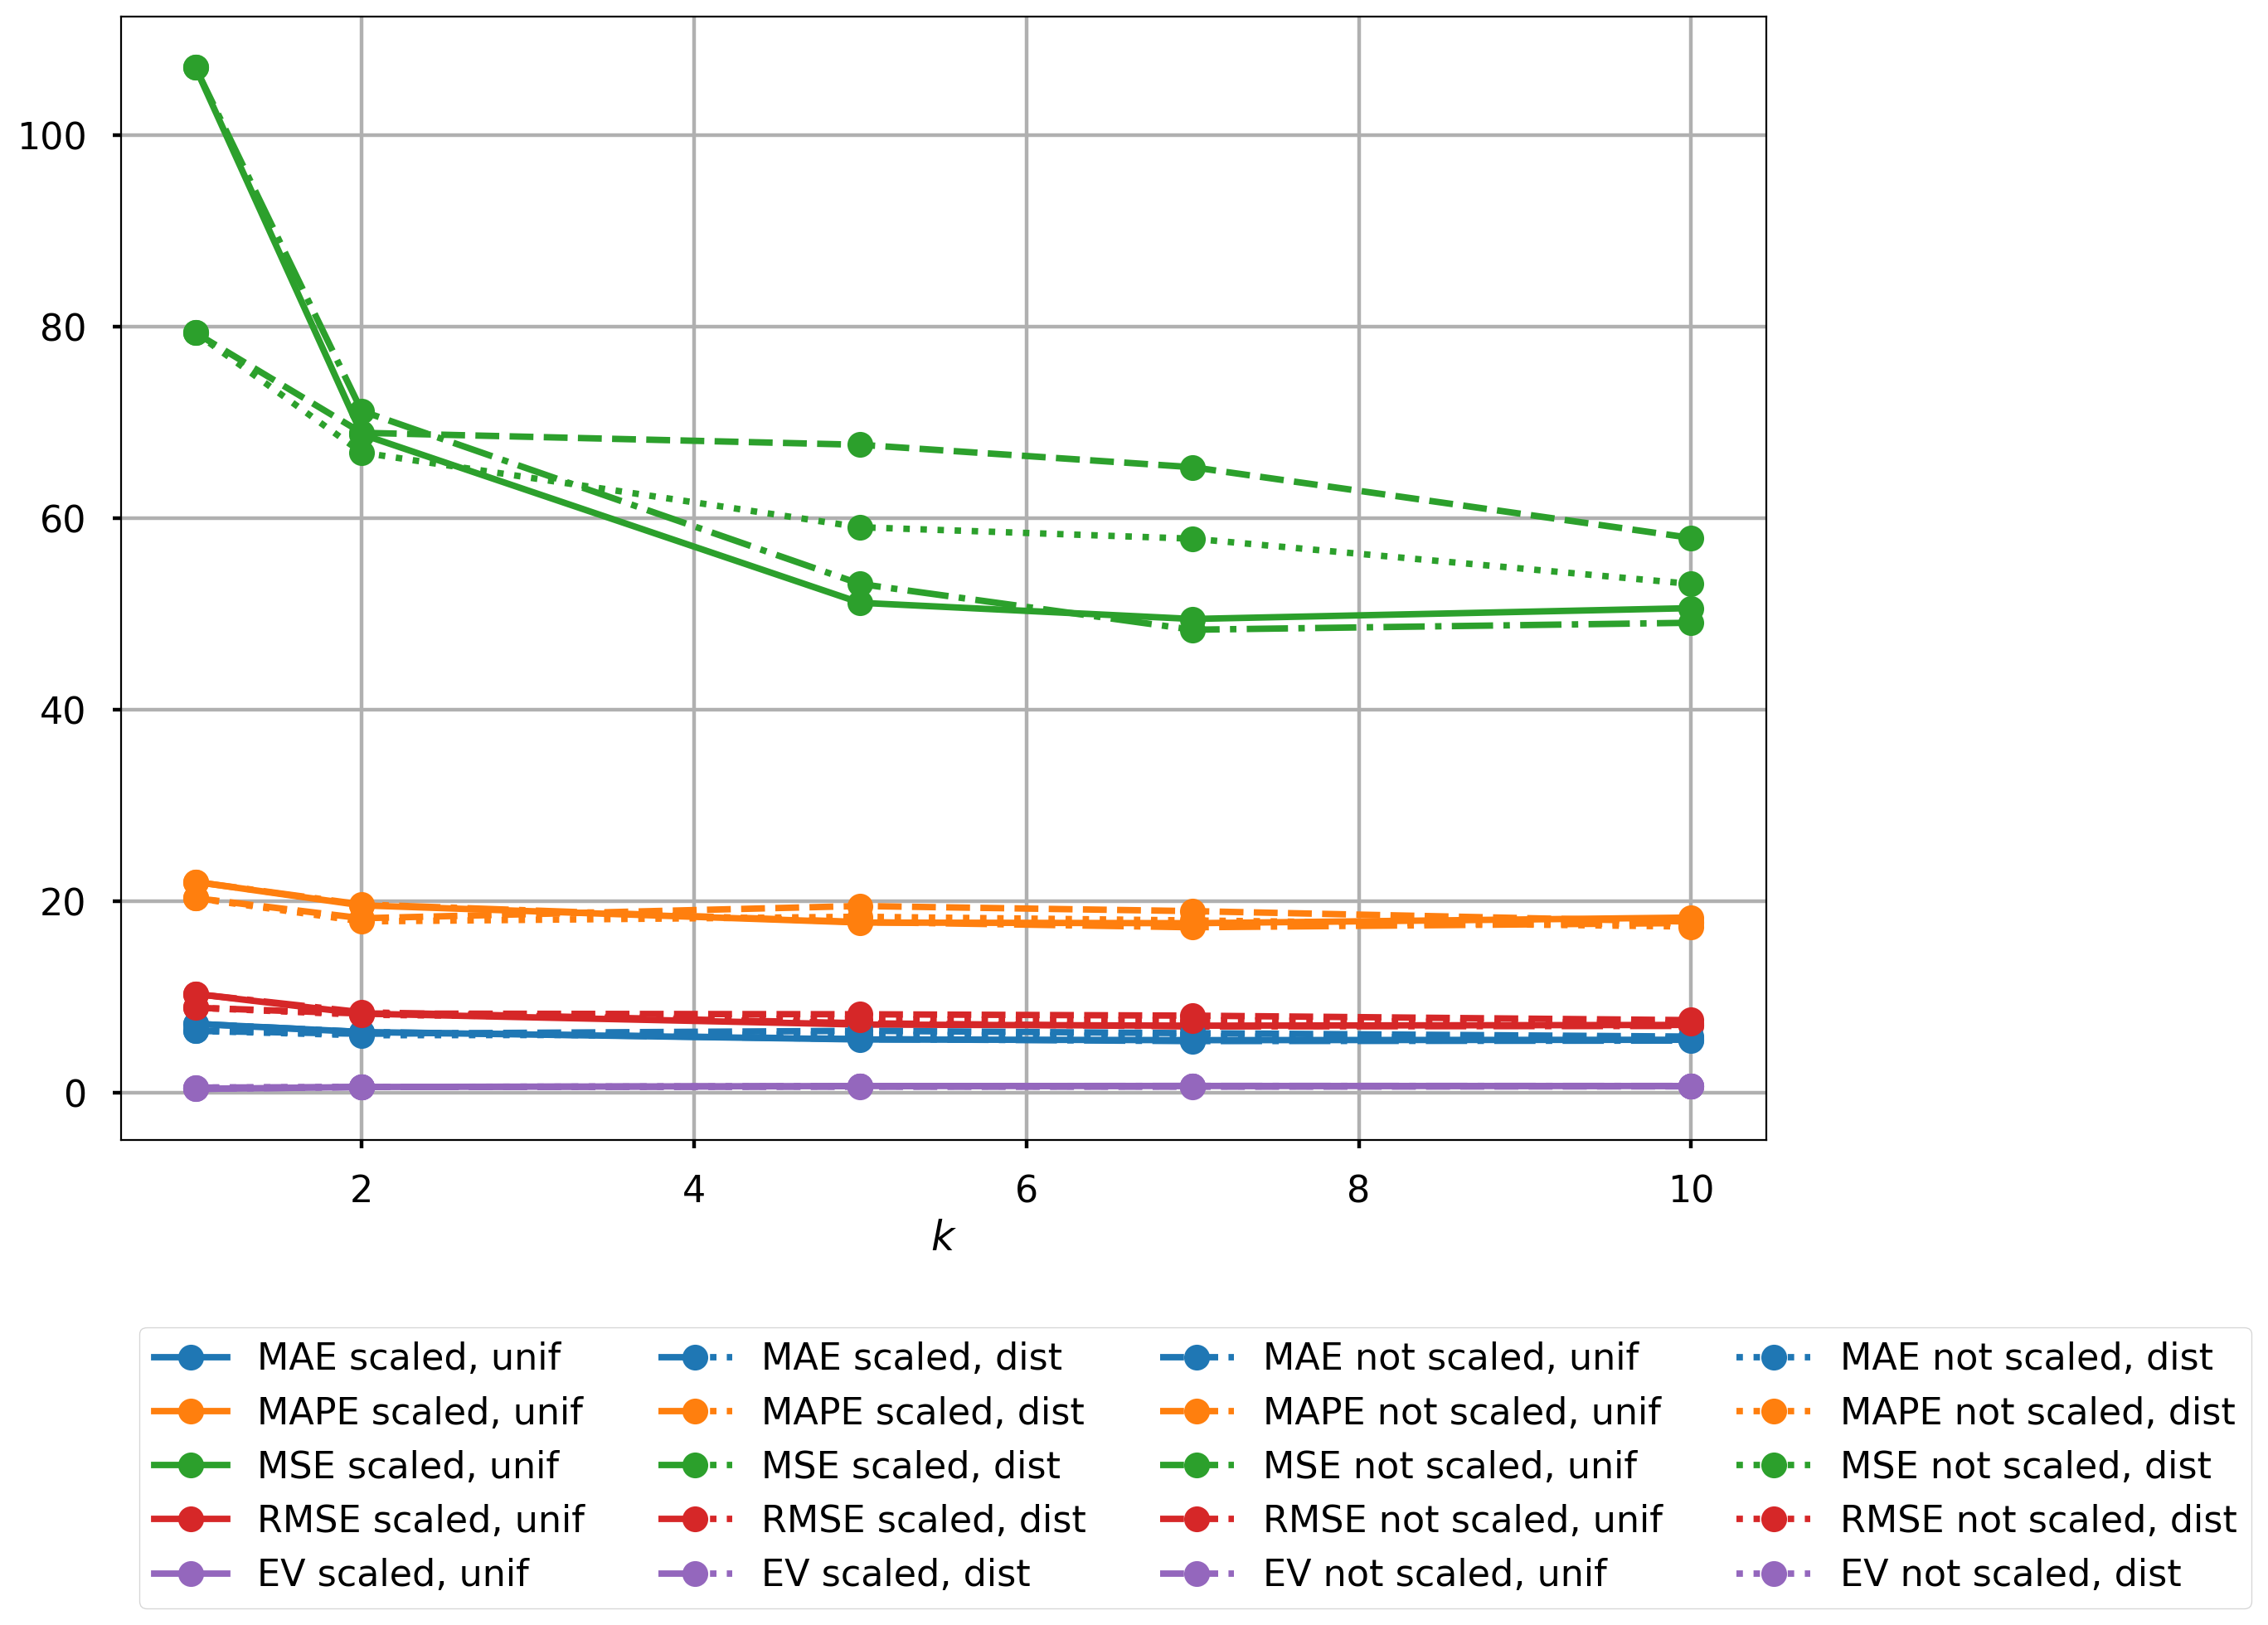 100
80
60
40
20
0
2 4 6 8 10
k
MAE scaled, unif MAE scaled, dist MAE not scaled, unif MAE not scaled, dist
MAPE scaled, unif MAPE scaled, dist MAPE not scaled, unif MAPE not scaled, dist
MSE scaled, unif MSE scaled, dist MSE not scaled, unif MSE not scaled, dist
RMSE scaled, unif RMSE scaled, dist RMSE not scaled, unif RMSE not scaled, dist
EV scaled, unif EV scaled, dist EV not scaled, unif EV not scaled, dist